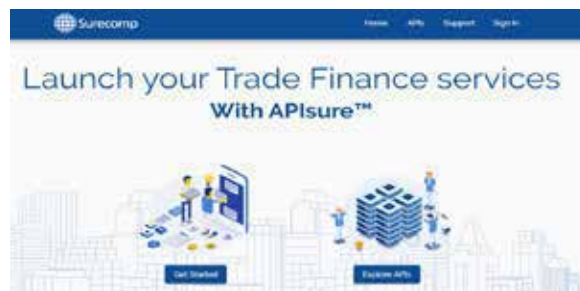 Surecomp
Home APIs Support Sign In
Launch your Trade Finance services
With APIsure™
Get Started Explore APIs